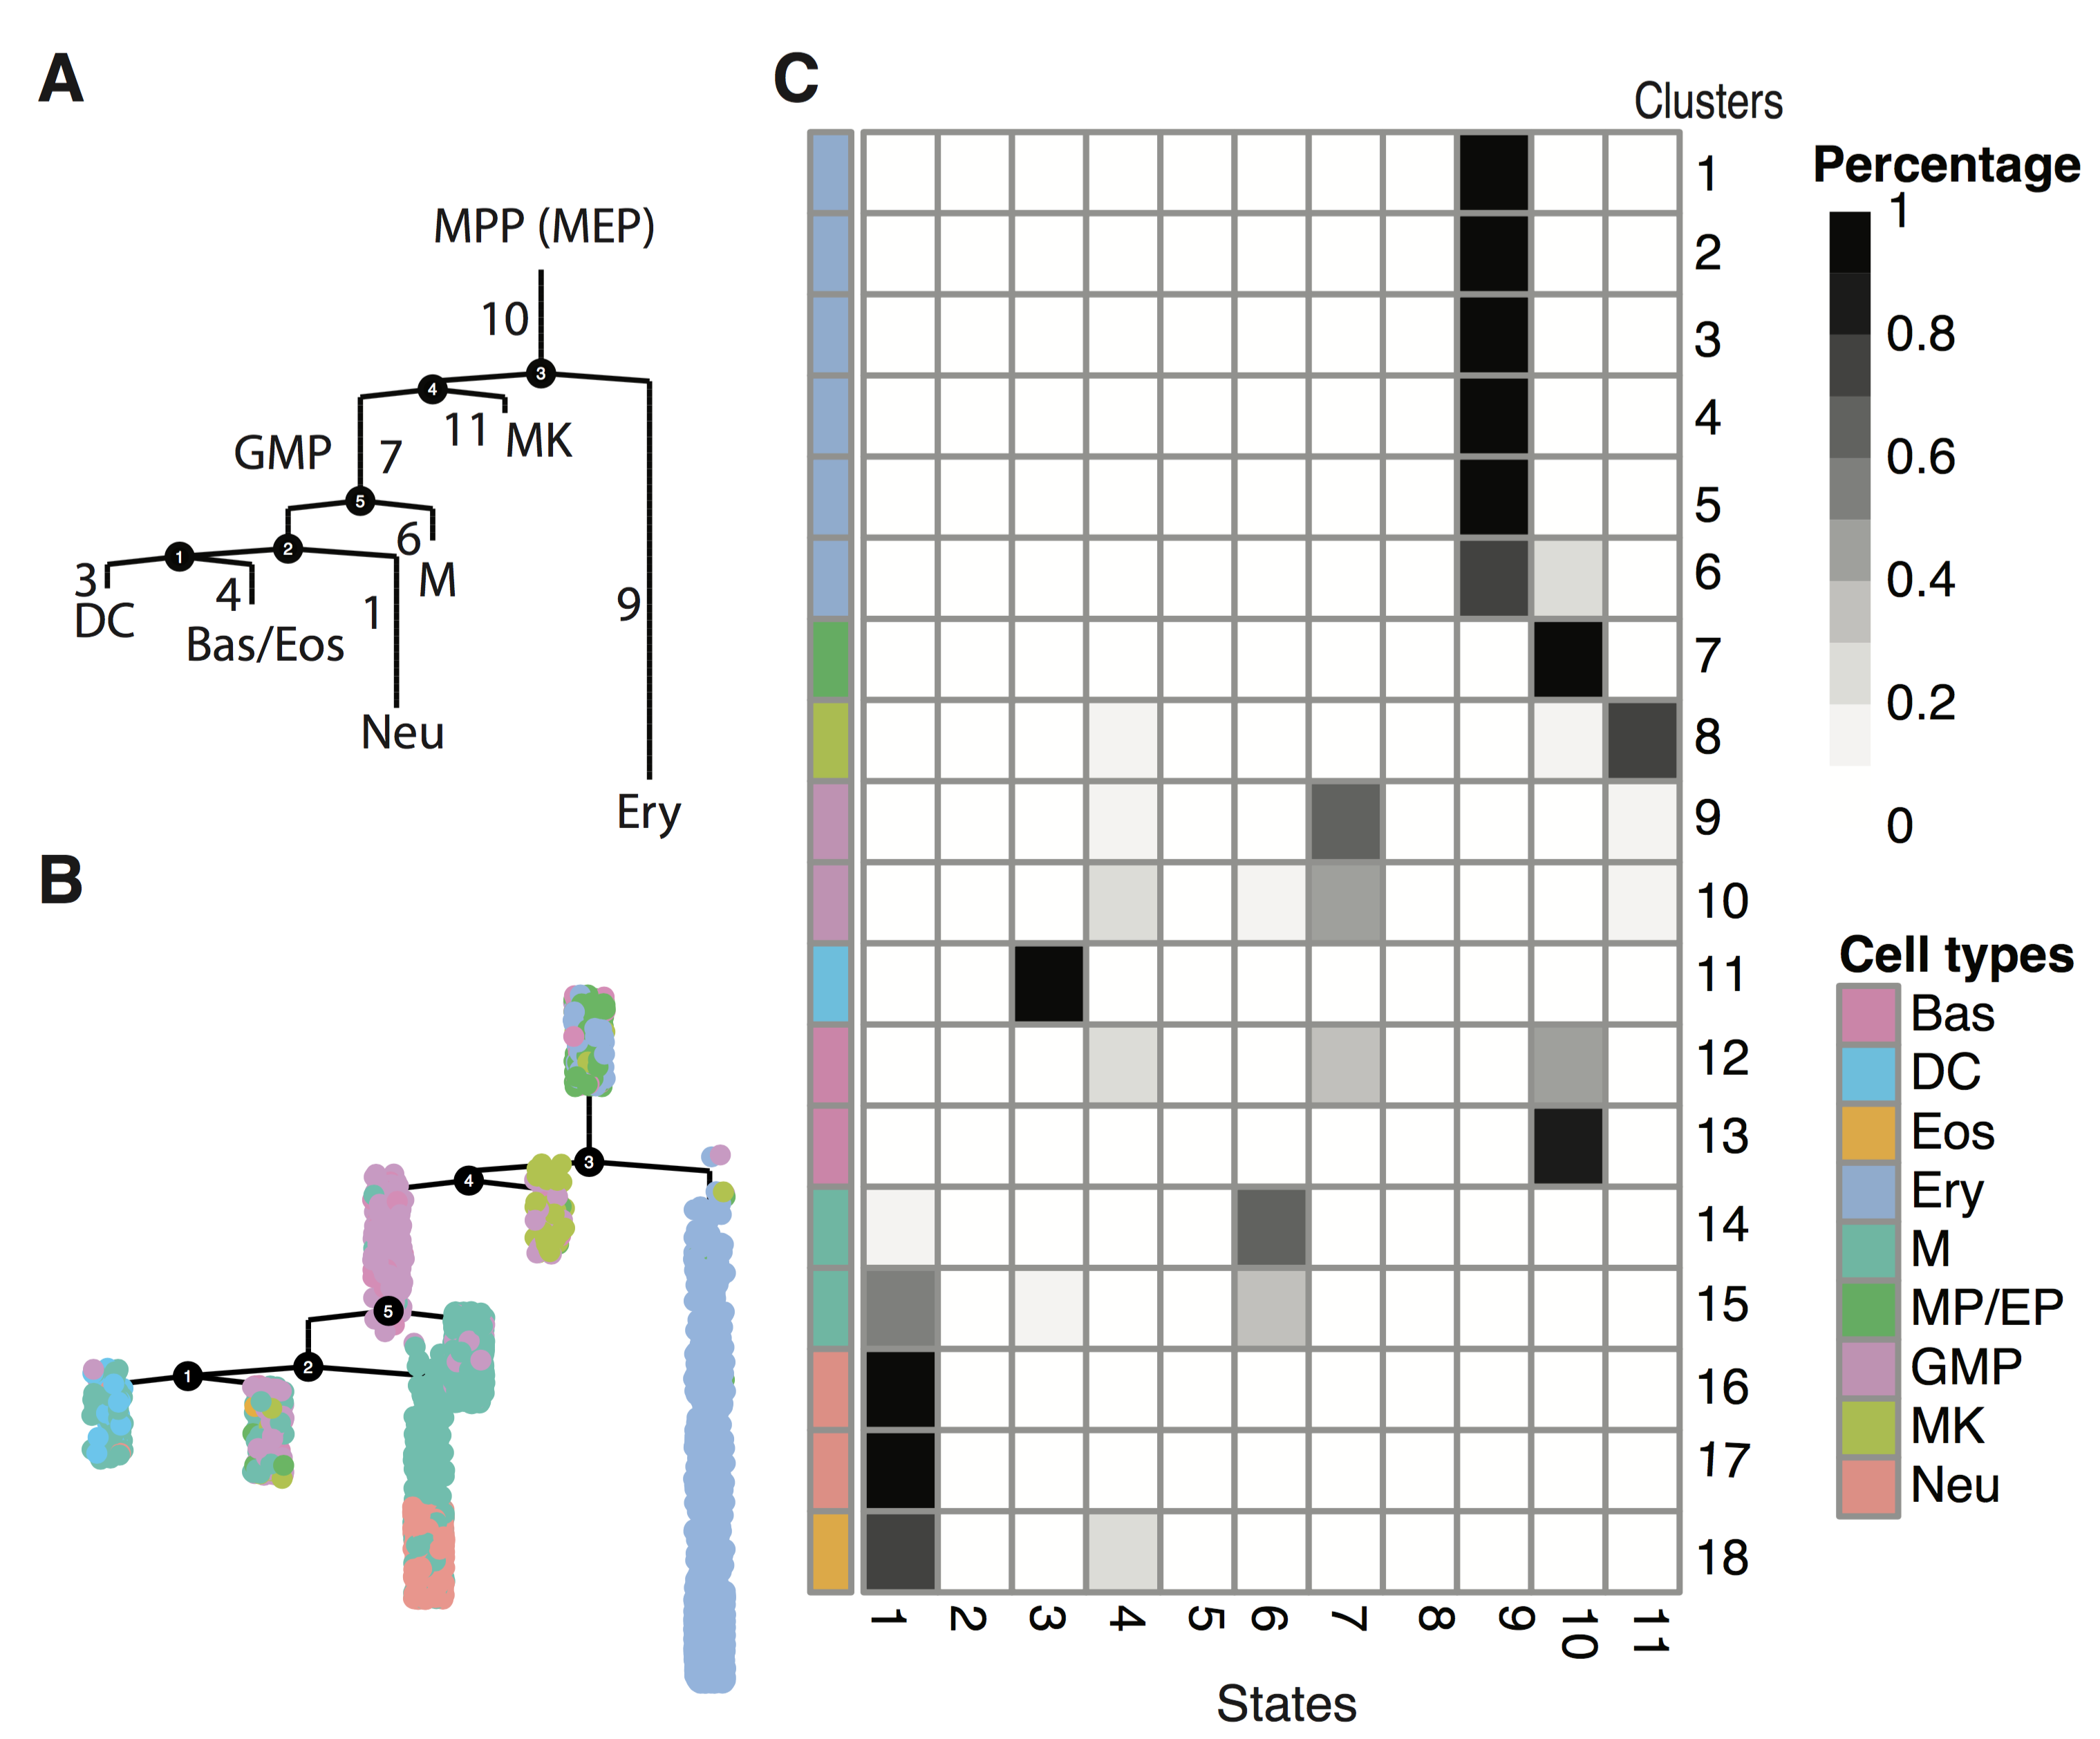 A
MPP (MEP)
10
3
4
11
MK
GMP
7
5
6
M
2
1
3
DC
4
Bas/Eos
1
Neu
9
Ery
B
3
4
5
2
1
C
Clusters
1
2
3
4
5
6
7
8
9
10
11
12
13
14
15
16
17
18
1 2 3 4 5 6 7 8 9 10 11
States
Percentage
1
0.8
0.6
0.4
0.2
0
Cell types
Bas
DC
Eos
Ery
M
MP/EP
GMP
MK
Neu